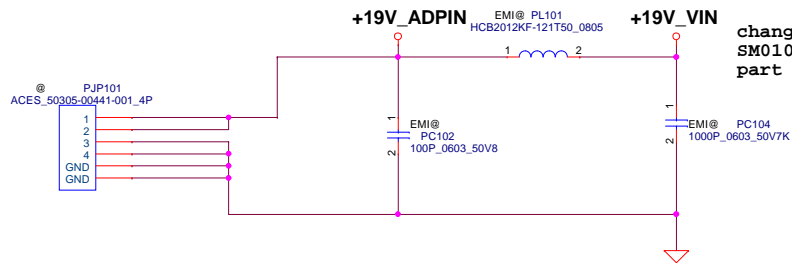 +19V_ADPIN
EMI@ PL101
HCB2012KF-121T50_0805
+19V_VIN
chang
SM010
part
1
2
@ PJP101
ACES_50305-00441-001_4P
1
2
3
4
GND
GND
1
EMI@
PC102
100P_0603_50V8
2
1
EMI@ PC104
1000P_0603_50V7K
2